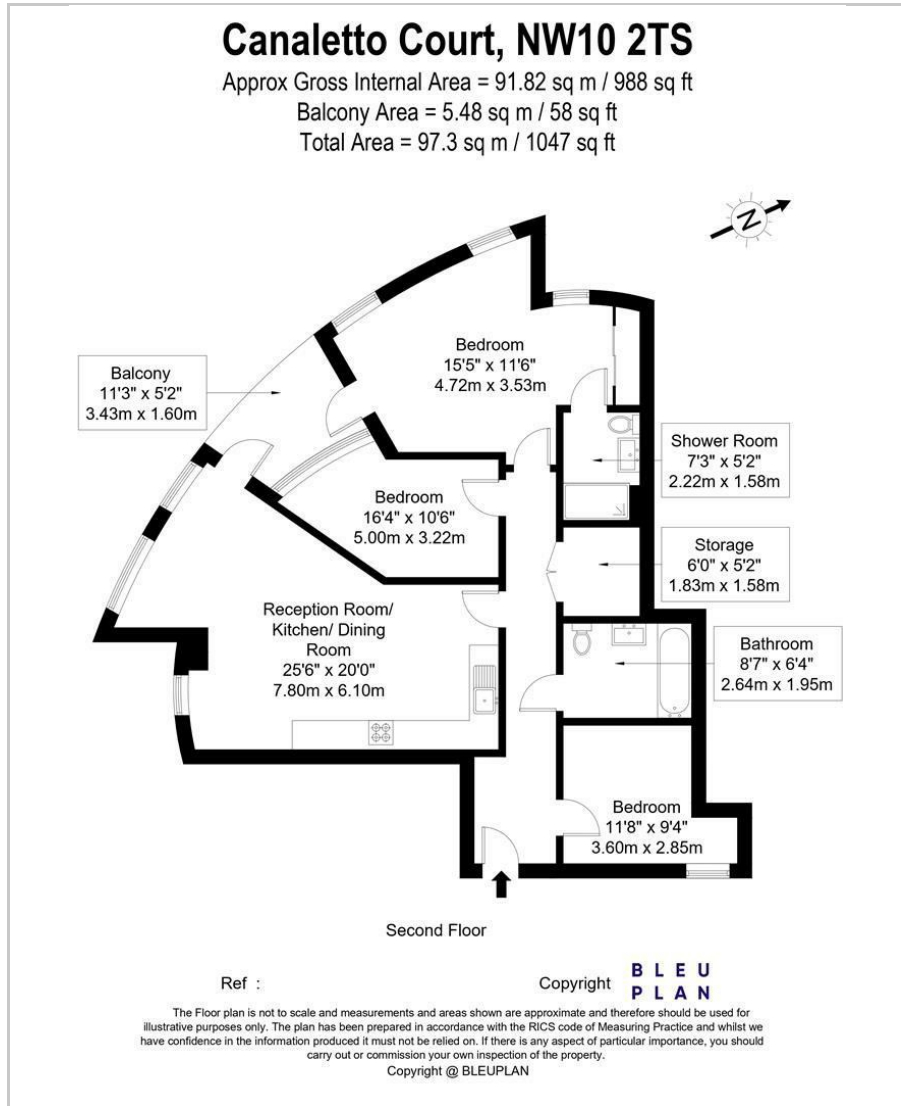 Canaletto Court, NW10 2TS
Approx Gross Internal Area = 91.82 sq m / 988 sq ft
Balcony Area = 5.48 sq m / 58 sq ft
Total Area = 97.3 sq m / 1047 sq ft
N
Bedroom
15'5" x 11'6"
4.72m x 3.53m
Balcony
11'3" x 5'2"
3.43m x 1.60m
Shower Room
7'3" x 5'2"
2.22m x 1.58m
Bedroom
16'4" x 10'6"
5.00m x 3.22m
Storage
6'0" x 5'2"
1.83m x 1.58m
Reception Room/
Kitchen/ Dining
Room
25'6" x 20'0"
7.80m x 6.10m
Bathroom
8'7" x 6'4"
2.64m x 1.95m
Bedroom
11'8" x 9'4"
3.60m x 2.85m
Second Floor
Ref :
Copyright
BLEU
PLAN
The Floor plan is not to scale and measurements and areas shown are approximate and therefore should be used for
illustrative purposes only. The plan has been prepared in accordance with the RICS code of Measuring Practice and whilst we
have confidence in the information produced it must not be relied on. If there is any aspect of particular importance, you should
carry out or commission your own inspection of the property.
Copyright @ BLEUPLAN